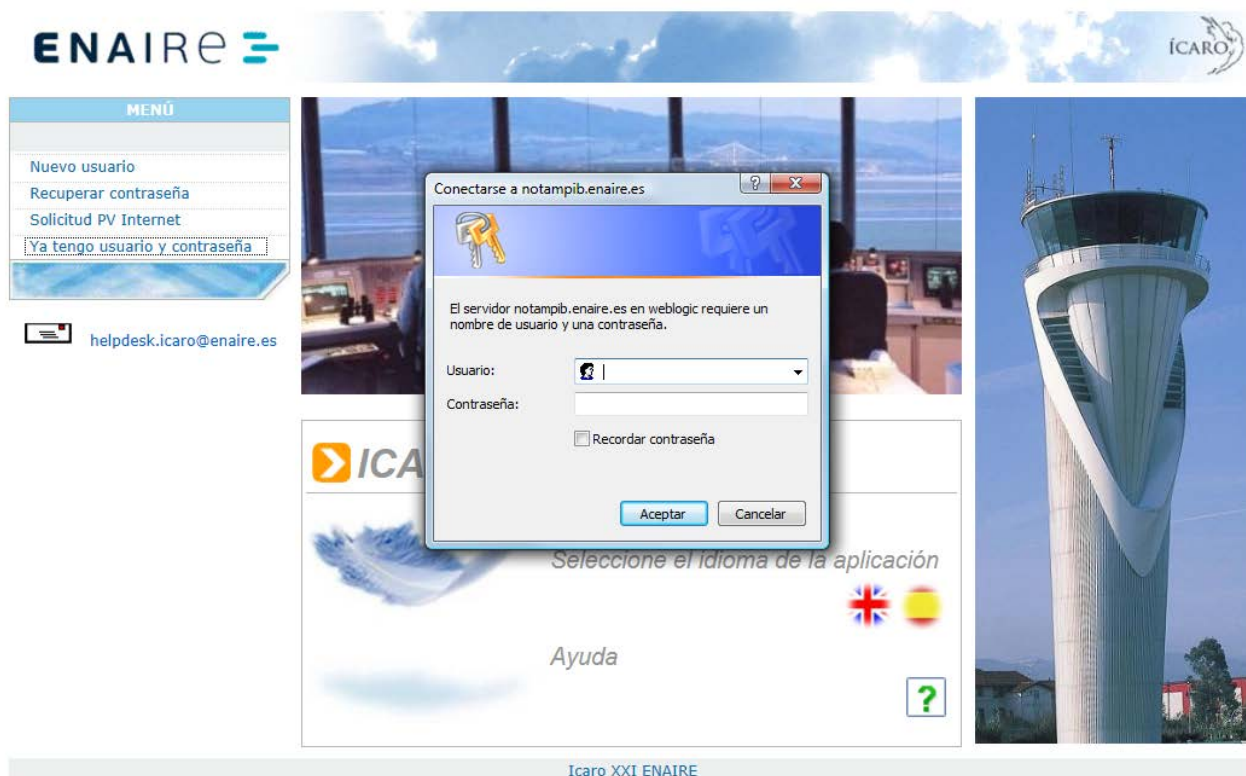 ENAIRe
ÍCARO
MENÚ
Nuevo usuario
Recuperar contraseña
Solicitud PV Internet
Ya tengo usuario y contraseña
helpdesk.icaro@enaire.es
Conectarse a notampib.enaire.es
?
X
El servidor notampib.enaire.es en weblogic requiere un
nombre de usuario y una contraseña.
Usuario:
Contraseña:
Recordar contraseña
Aceptar
Cancelar
ICA
Seleccione el idioma de la aplicación
Ayuda
?
Icaro XXI ENAIRE